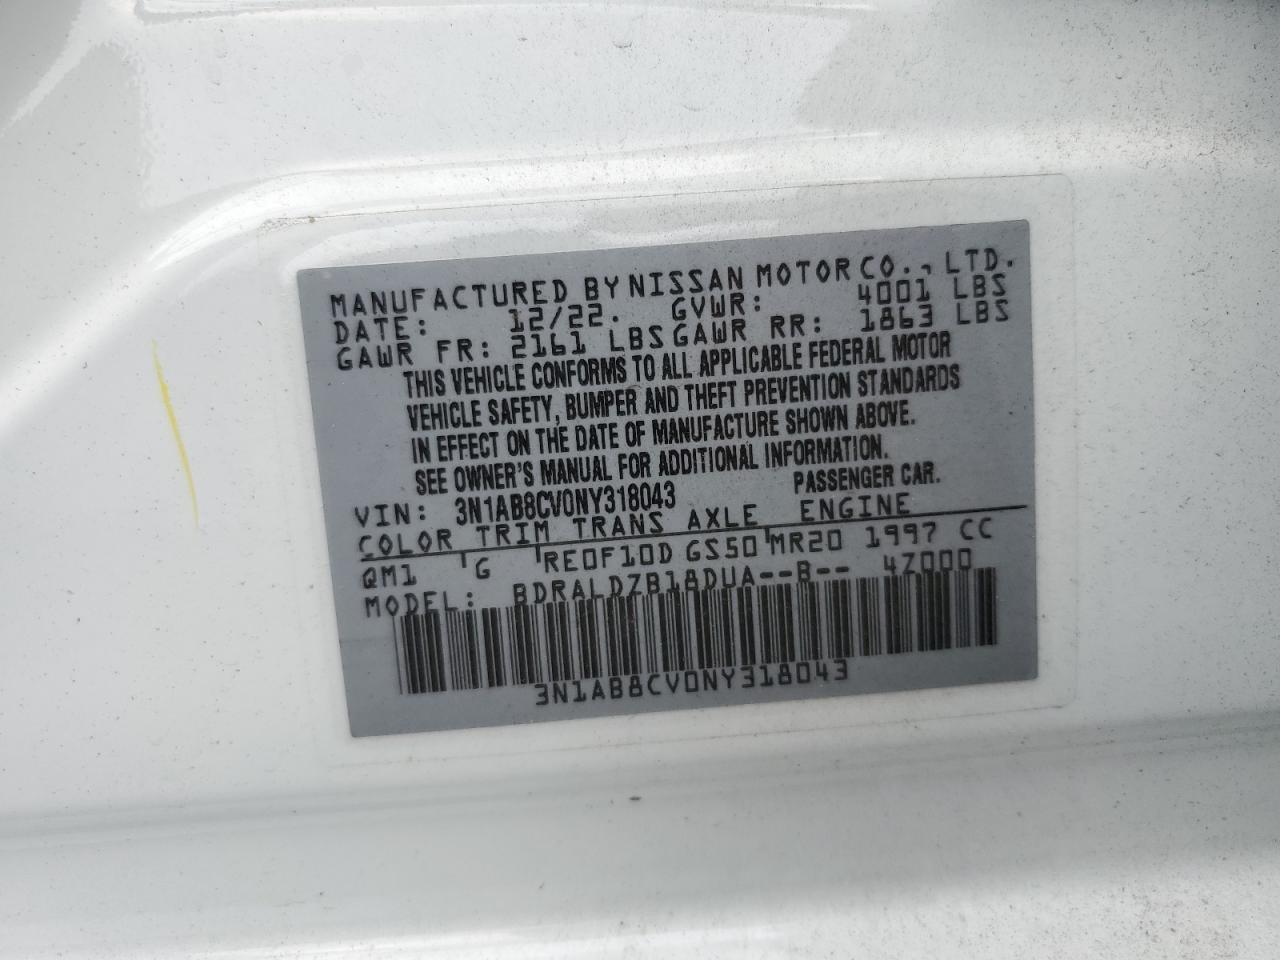 MANUFACTURED BY NISSAN MOTOR CO., LTD.
DATE: 12/22. GVWR: 4001 LBS
GAWR FR: 2161 LBS GAWR RR: 1863 LBS
THIS VEHICLE CONFORMS TO ALL APPLICABLE FEDERAL MOTOR
VEHICLE SAFETY, BUMPER AND THEFT PREVENTION STANDARDS
IN EFFECT ON THE DATE OF MANUFACTURE SHOWN ABOVE.
SEE OWNER'S MANUAL FOR ADDITIONAL INFORMATION.
VIN: 3N1AB8CV0NY318043 PASSENGER CAR.
COLOR TRIM TRANS AXLE ENGINE
QM1 G RE0F10D GS50 MR20 1997 CC
MODEL: BDRALDZB18DUA--B-- 4Z000
3N1AB8CV0NY318043